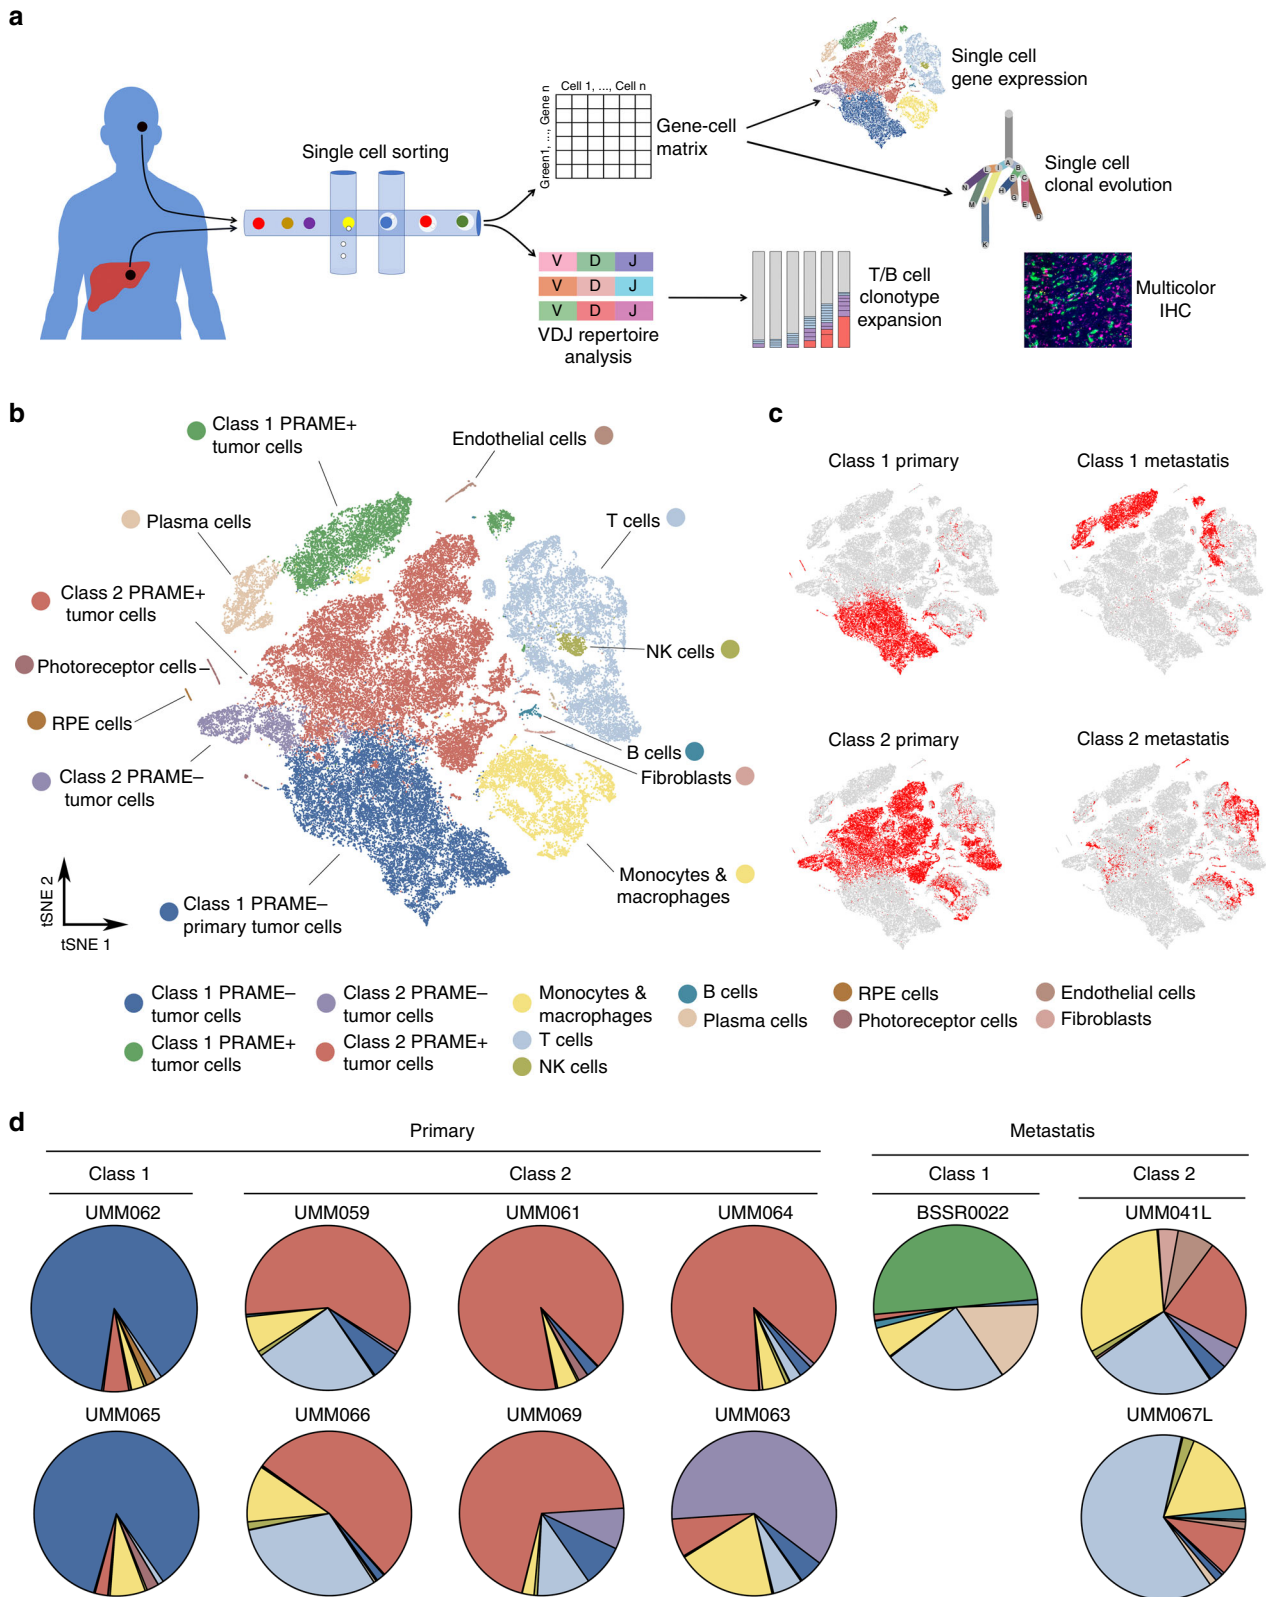 a
Single cell sorting
Cell 1, ..., Cell n
Green1, ..., Gene n
Gene-cell
matrix
Single cell
gene expression
Single cell
clonal evolution
A
B
L
I
F
C
N
H
G
E
M
J
D
K
V D J
V D J
V D J
VDJ repertoire
analysis
T/B cell
clonotype
expansion
Multicolor
IHC
b
Class 1 PRAME+
tumor cells
Endothelial cells
Plasma cells
T cells
Class 2 PRAME+
tumor cells
Photoreceptor cells
NK cells
RPE cells
B cells
Fibroblasts
Class 2 PRAME–
tumor cells
Monocytes &
macrophages
Class 1 PRAME–
primary tumor cells
tSNE 2
tSNE 1
c
Class 1 primary
Class 1 metastatis
Class 2 primary
Class 2 metastatis
Class 1 PRAME–
tumor cells
Class 1 PRAME+
tumor cells
Class 2 PRAME–
tumor cells
Class 2 PRAME+
tumor cells
Monocytes &
macrophages
T cells
NK cells
B cells
Plasma cells
RPE cells
Photoreceptor cells
Endothelial cells
Fibroblasts
d
Primary
Metastatis
Class 1
Class 2
Class 1
Class 2
UMM062
UMM059
UMM061
UMM064
BSSR0022
UMM041L
UMM065
UMM066
UMM069
UMM063
UMM067L